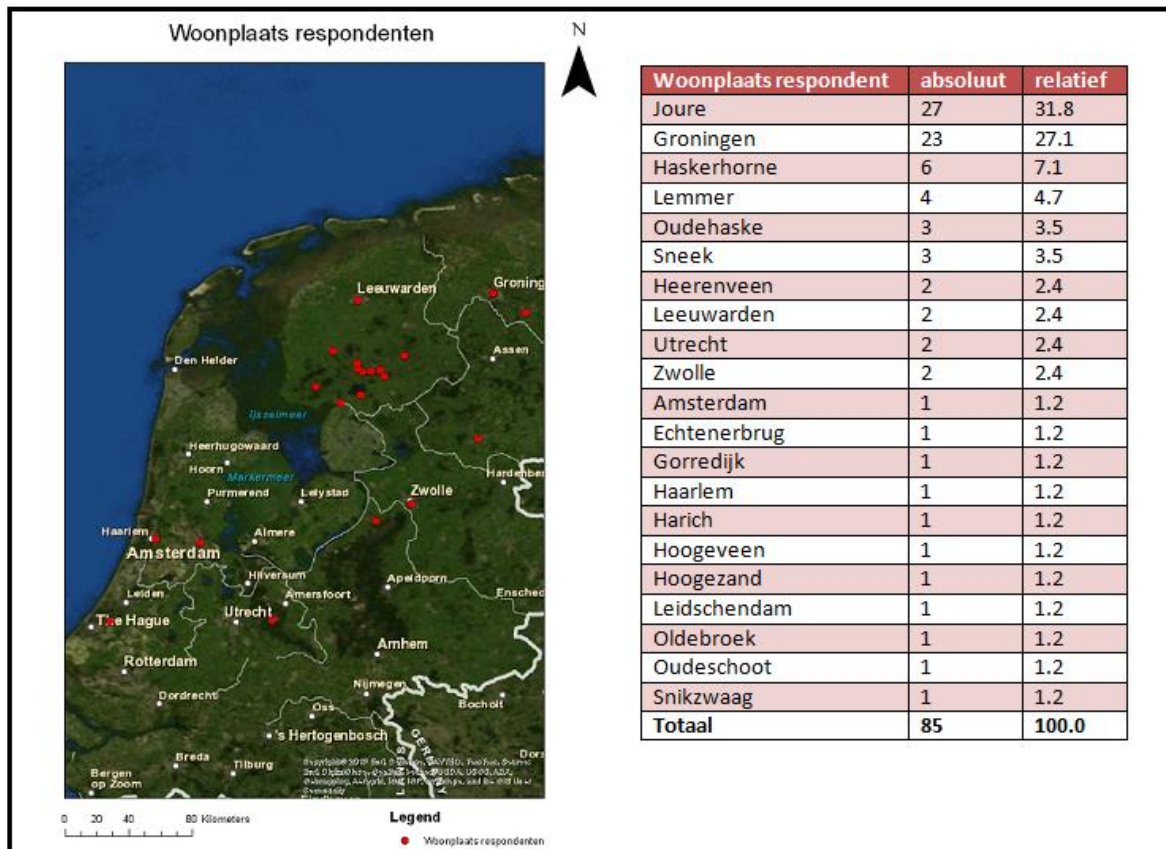 Woonplaats respondenten
N
Leeuwarden
Groning
Assen
Den Helder
Ijsselmeer
Heerhugowaard
Hoorn
Markermeer
Hardenber
Purmerend
Lelystad
Zwolle
Haarlem
Almere
Amsterdam
Hilversum
Apeldoorn
Leiden
Amersfoort
Ensched
Utrecht
The Hague
Arnhem
Rotterdam
Nijmegen
Dordrecht
Bocholt
Oss
's Hertogenbosch
GERMANY
Breda
Tilburg
Bergen
op Zoom
Community
0 20 40 80 Kilometers
Legend
Woonplaats respondenten
Woonplaats respondent absoluut relatief
Joure 27 31.8
Groningen 23 27.1
Haskerhorne 6 7.1
Lemmer 4 4.7
Oudehaske 3 3.5
Sneek 3 3.5
Heerenveen 2 2.4
Leeuwarden 2 2.4
Utrecht 2 2.4
Zwolle 2 2.4
Amsterdam 1 1.2
Echtenerbrug 1 1.2
Gorredijk 1 1.2
Haarlem 1 1.2
Harich 1 1.2
Hoogeveen 1 1.2
Hoogezand 1 1.2
Leidschendam 1 1.2
Oldebroek 1 1.2
Oudeschoot 1 1.2
Snikzwaag 1 1.2
Totaal 85 100.0